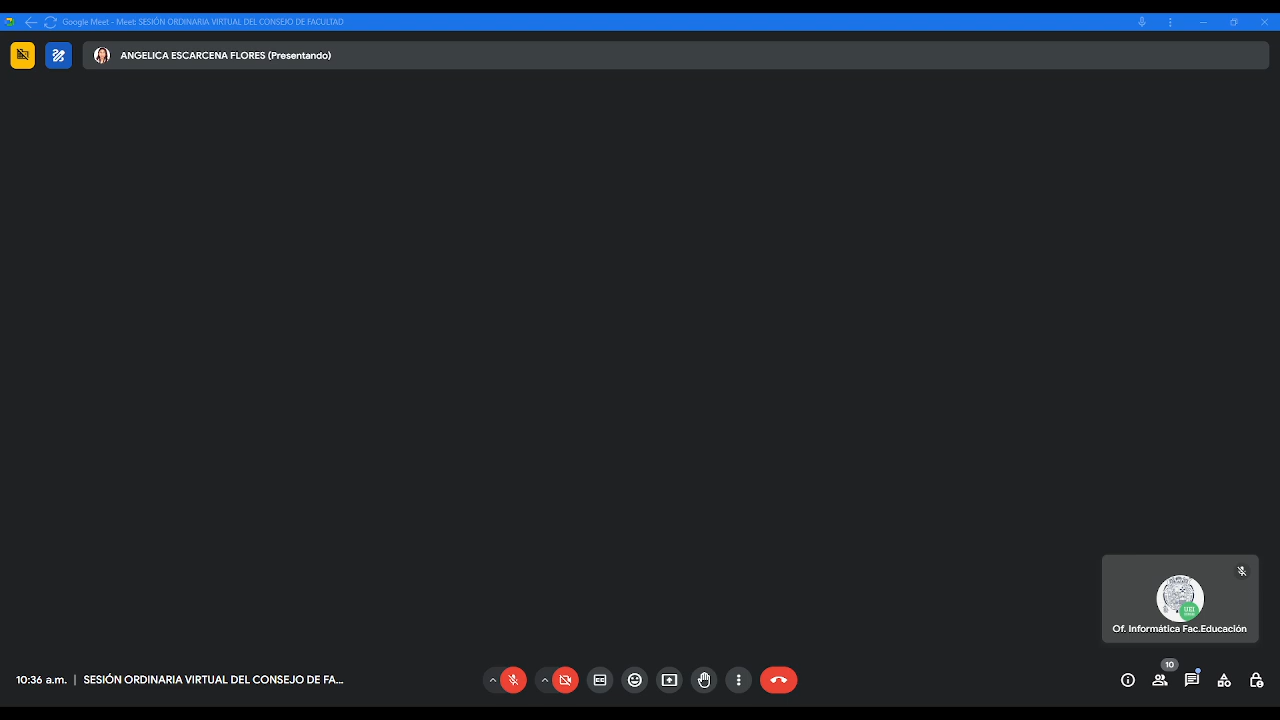 Google Meet - Meet: SESIÓN ORDINARIA VIRTUAL DEL CONSEJO DE FACULTAD
ANGELICA ESCARCENA FLORES (Presentando)
UEI
Of. Informática Fac.Educación
10:36 a.m. | SESIÓN ORDINARIA VIRTUAL DEL CONSEJO DE FA...
10